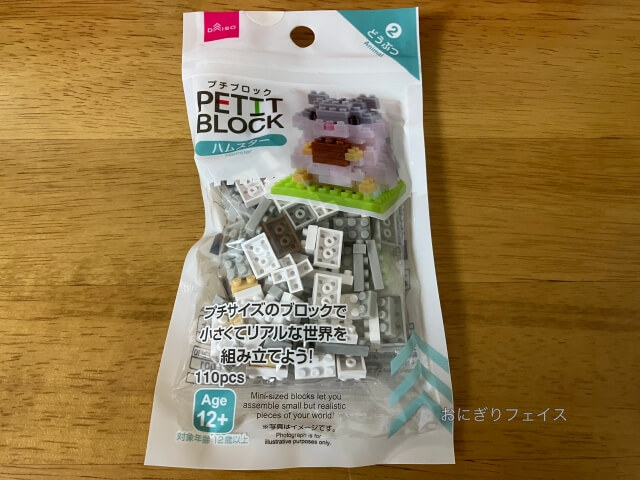 DAISO
2
どうぶつ
Animal
プチブロック
PETIT
BLOCK
ハムスター
プチサイズのブロックで
小さくてリアルな世界を
組み立てよう!
110pcs
Mini-sized blocks let you
assemble small but realistic
pieces of your world!
Age
12+
対象年齢 12歳以上
※写真はイメージです。
Photograph is for
illustrative purposes only.
おにぎりフェイス